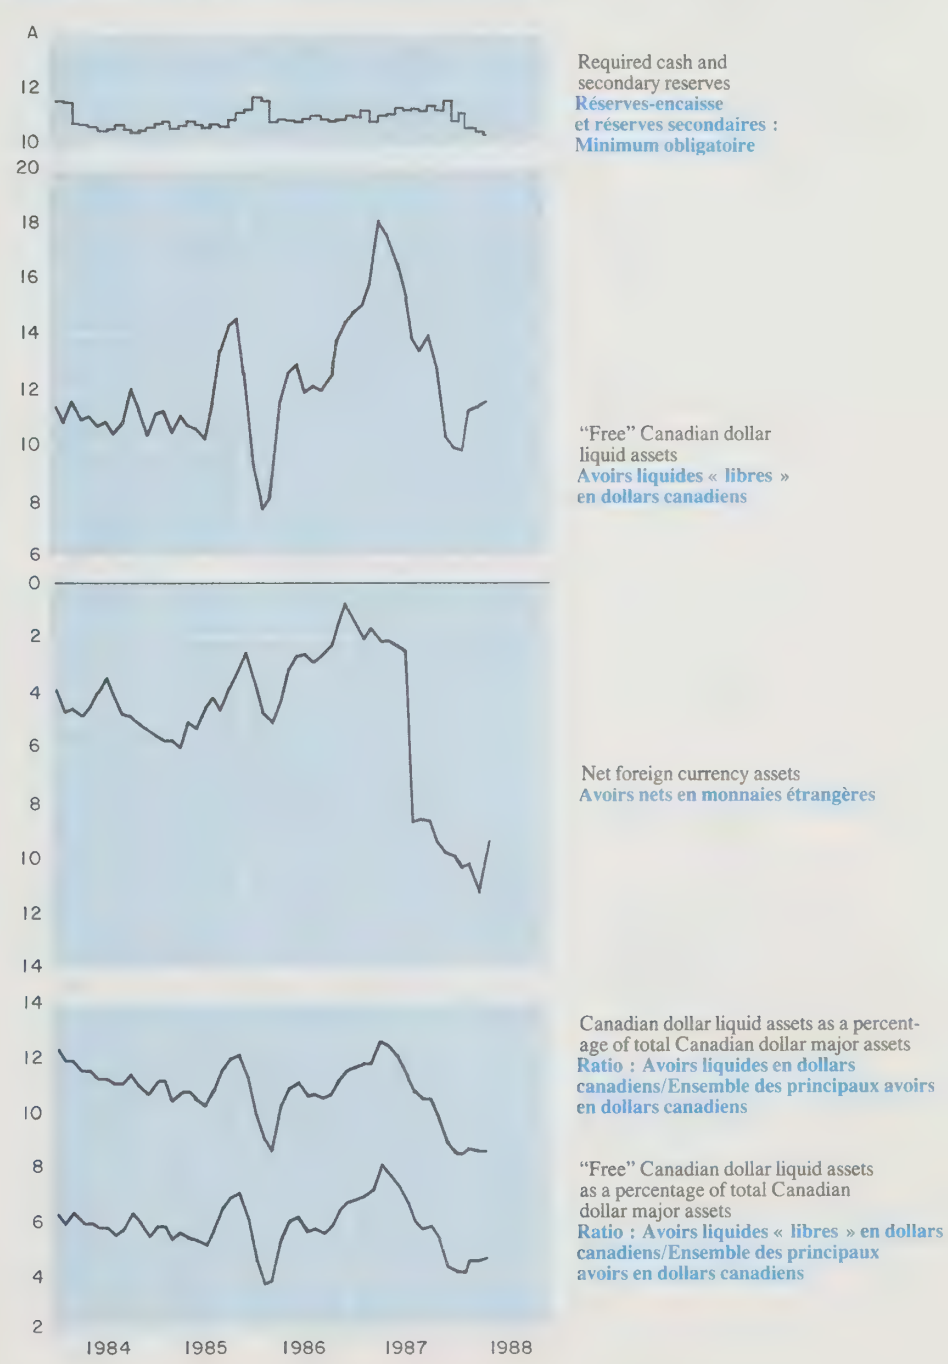 A
12
10
Required cash and
secondary reserves
Réserves-encaisse
et réserves secondaires :
Minimum obligatoire
20
18
16
14
12
10
8
6
"Free" Canadian dollar
liquid assets
Avoirs liquides « libres »
en dollars canadiens
0
2
4
6
8
10
12
14
Net foreign currency assets
Avoirs nets en monnaies étrangères
14
12
10
8
6
4
2
Canadian dollar liquid assets as a percent-
age of total Canadian dollar major assets
Ratio : Avoirs liquides en dollars
canadiens/Ensemble des principaux avoirs
en dollars canadiens
"Free" Canadian dollar liquid assets
as a percentage of total Canadian
dollar major assets
Ratio : Avoirs liquides « libres » en dollars
canadiens/Ensemble des principaux
avoirs en dollars canadiens
1984 1985 1986 1987 1988